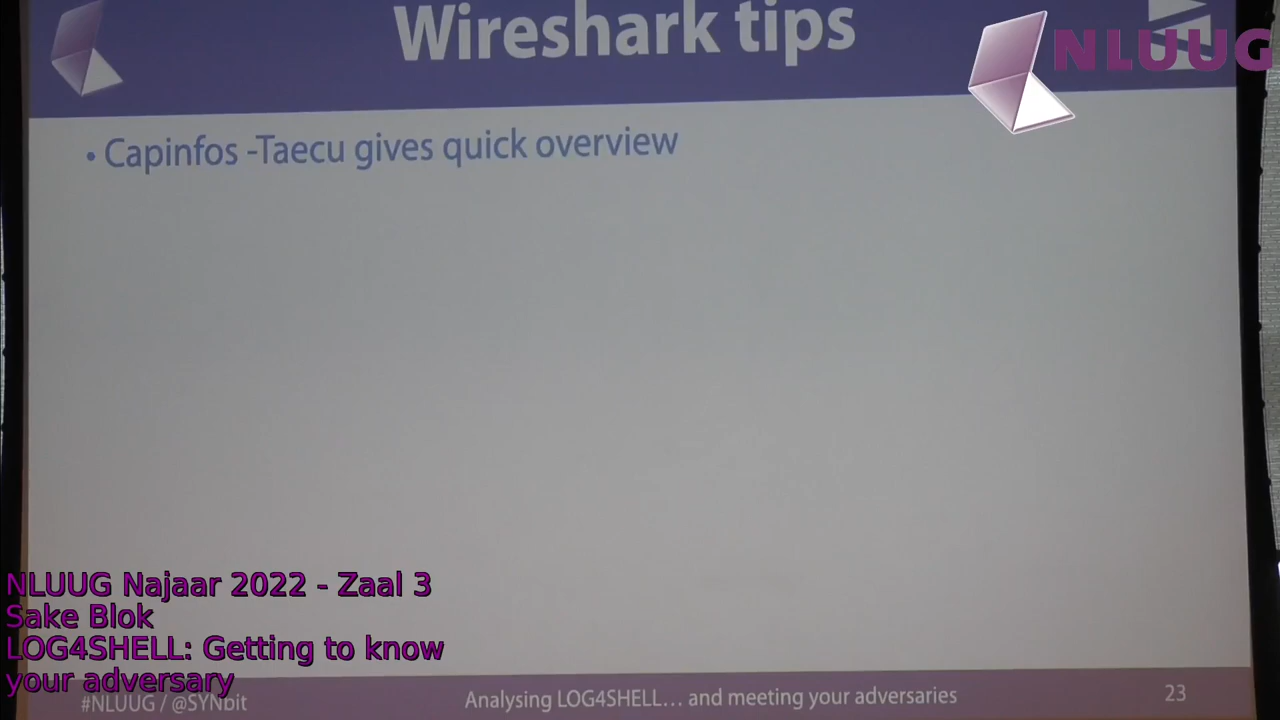 Wireshark tips
NLUUG
• Capinfos -Taecu gives quick overview
NLUUG Najaar 2022 - Zaal 3
Sake Blok
LOG4SHELL: Getting to know
your adversary
#NLUUG / @SYNbit
Analysing LOG4SHELL... and meeting your adversaries
23